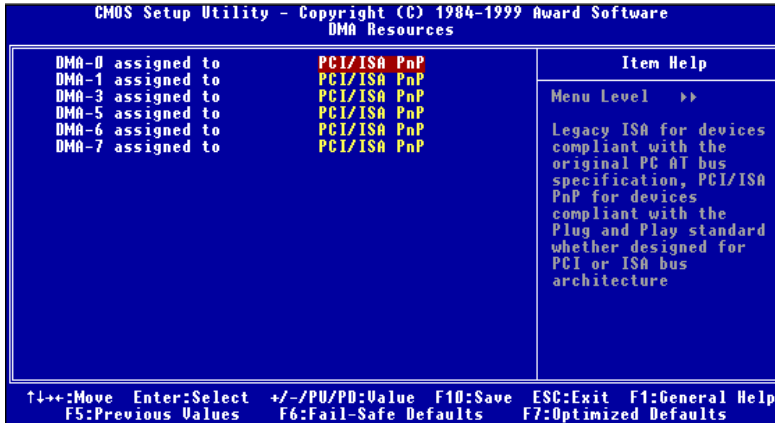 CMOS Setup Utility - Copyright (C) 1984-1999 Award Software
DMA Resources
DMA-0 assigned to PCI/ISA PnP
DMA-1 assigned to PCI/ISA PnP
DMA-3 assigned to PCI/ISA PnP
DMA-5 assigned to PCI/ISA PnP
DMA-6 assigned to PCI/ISA PnP
DMA-7 assigned to PCI/ISA PnP
Item Help
Menu Level ►►
Legacy ISA for devices
compliant with the
original PC AT bus
specification, PCI/ISA
PnP for devices
compliant with the
Plug and Play standard
whether designed for
PCI or ISA bus
architecture
↑↓→←:Move Enter:Select +/-/PU/PD:Value F10:Save ESC:Exit F1:General Help
F5:Previous Values F6:Fail-Safe Defaults F7:Optimized Defaults